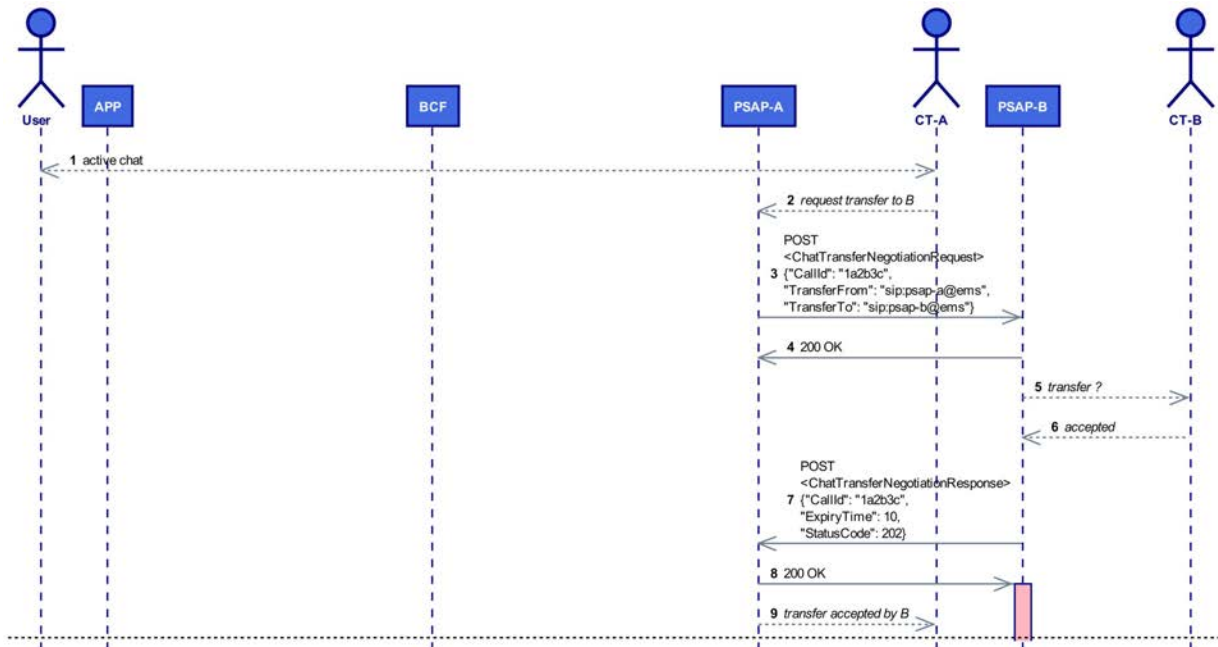 APP
BCF
PSAP-A
PSAP-B
User
CT-A
CT-B
1 active chat
2 request transfer to B
POST
<ChatTransferNegotiationRequest>
3 {"CallId": "1a2b3c",
"TransferFrom": "sip:psap-a@ems",
"TransferTo": "sip:psap-b@ems"}
4 200 OK
5 transfer ?
6 accepted
POST
<ChatTransferNegotiationResponse>
7 {"CallId": "1a2b3c",
"ExpiryTime": 10,
"StatusCode": 202}
8 200 OK
9 transfer accepted by B